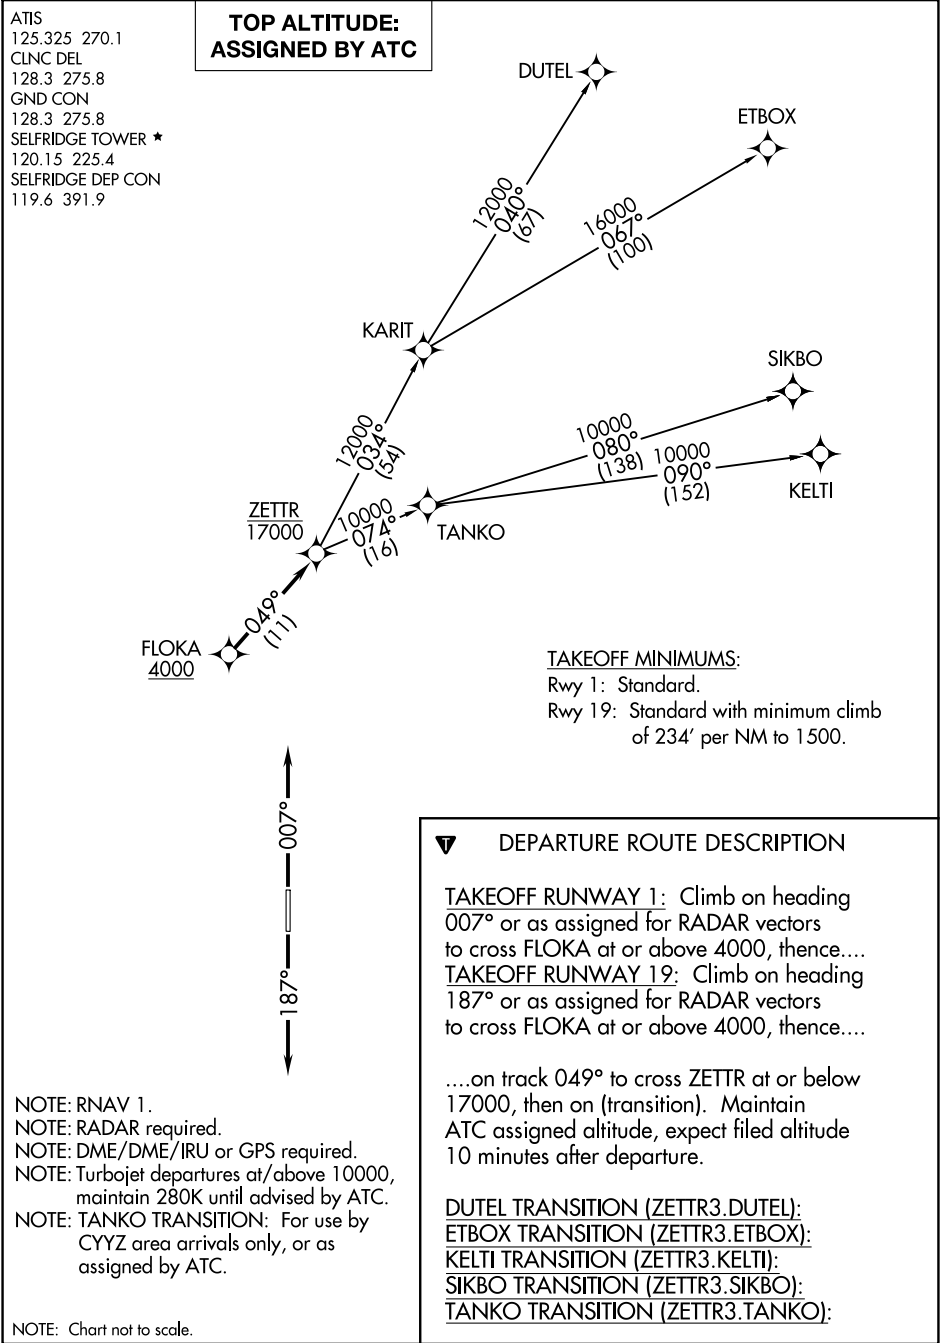 ATIS
125.325 270.1
CLNC DEL
128.3 275.8
GND CON
128.3 275.8
SELFRIDGE TOWER ★
120.15 225.4
SELFRIDGE DEP CON
119.6 391.9
TOP ALTITUDE:
ASSIGNED BY ATC
DUTEL
ETBOX
12000
040°
(67)
16000
067°
(100)
KARIT
SIKBO
12000
034°
(54)
10000
080°
(138)
10000
090°
(152)
KELTI
ZETTR
17000
10000
074°
(16)
TANKO
049°
(11)
FLOKA
4000
TAKEOFF MINIMUMS:
Rwy 1: Standard.
Rwy 19: Standard with minimum climb
of 234' per NM to 1500.
007°
187°
T
DEPARTURE ROUTE DESCRIPTION
TAKEOFF RUNWAY 1: Climb on heading
007° or as assigned for RADAR vectors
to cross FLOKA at or above 4000, thence....
TAKEOFF RUNWAY 19: Climb on heading
187° or as assigned for RADAR vectors
to cross FLOKA at or above 4000, thence....
....on track 049° to cross ZETTR at or below
17000, then on (transition). Maintain
ATC assigned altitude, expect filed altitude
10 minutes after departure.
DUTEL TRANSITION (ZETTR3.DUTEL):
ETBOX TRANSITION (ZETTR3.ETBOX):
KELTI TRANSITION (ZETTR3.KELTI):
SIKBO TRANSITION (ZETTR3.SIKBO):
TANKO TRANSITION (ZETTR3.TANKO):
NOTE: RNAV 1.
NOTE: RADAR required.
NOTE: DME/DME/IRU or GPS required.
NOTE: Turbojet departures at/above 10000,
maintain 280K until advised by ATC.
NOTE: TANKO TRANSITION: For use by
CYYZ area arrivals only, or as
assigned by ATC.
NOTE: Chart not to scale.